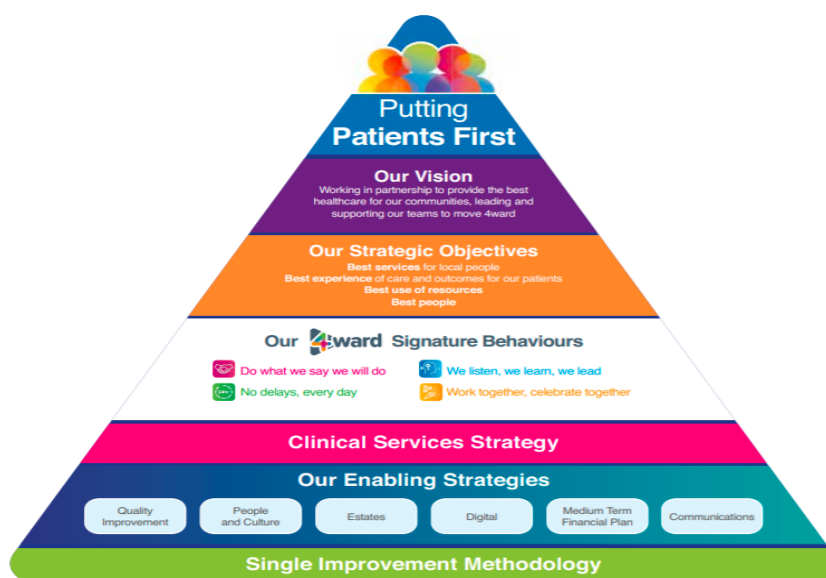 Putting
Patients First
Our Vision
Working in partnership to provide the best
healthcare for our communities, leading and
supporting our teams to move 4ward
Our Strategic Objectives
Best services for local people
Best experience of care and outcomes for our patients
Best use of resources
Best people
Our 4ward Signature Behaviours
Do what we say we will do
We listen, we learn, we lead
No delays, every day
Work together, celebrate together
Clinical Services Strategy
Our Enabling Strategies
Quality
Improvement
People
and Culture
Estates
Digital
Medium Term
Financial Plan
Communications
Single Improvement Methodology